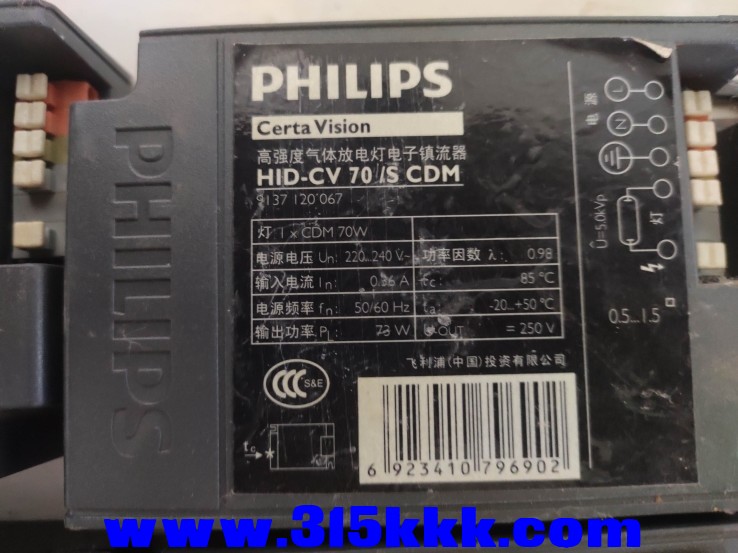 PHILIPS
PHILIPS
Certa Vision
高强度气体放电灯电子镇流器
HID-CV 70 /S CDM
9137 120 067
灯 1 x CDM 70W
电源电压 Un: 220...240 V~ 功率因数 λ: 0.98
输入电流 In: 0.36 A tc: 85 °C
电源频率 fn: 50/60 Hz ta: -20...+50 °C
输出功率 PL: 73 W U-OUT = 250 V
飞利浦(中国)投资有限公司
CCC S&E
tc
6 923410 796902
电源
L
N
灯
Û=5.0kVp
0.5...1.5
www.315kkk.com